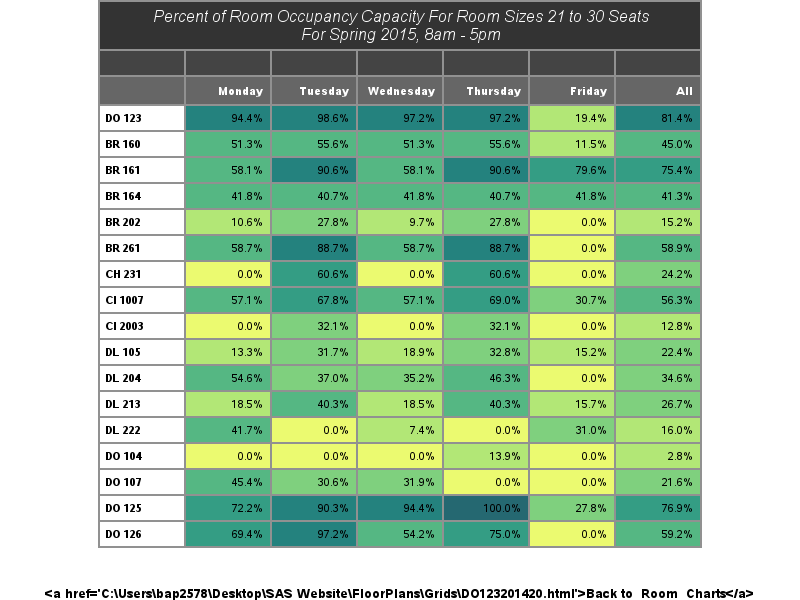 Percent of Room Occupancy Capacity For Room Sizes 21 to 30 Seats
For Spring 2015, 8am - 5pm
Monday Tuesday Wednesday Thursday Friday All
DO 123 94.4% 98.6% 97.2% 97.2% 19.4% 81.4%
BR 160 51.3% 55.6% 51.3% 55.6% 11.5% 45.0%
BR 161 58.1% 90.6% 58.1% 90.6% 79.6% 75.4%
BR 164 41.8% 40.7% 41.8% 40.7% 41.8% 41.3%
BR 202 10.6% 27.8% 9.7% 27.8% 0.0% 15.2%
BR 261 58.7% 88.7% 58.7% 88.7% 0.0% 58.9%
CH 231 0.0% 60.6% 0.0% 60.6% 0.0% 24.2%
CI 1007 57.1% 67.8% 57.1% 69.0% 30.7% 56.3%
CI 2003 0.0% 32.1% 0.0% 32.1% 0.0% 12.8%
DL 105 13.3% 31.7% 18.9% 32.8% 15.2% 22.4%
DL 204 54.6% 37.0% 35.2% 46.3% 0.0% 34.6%
DL 213 18.5% 40.3% 18.5% 40.3% 15.7% 26.7%
DL 222 41.7% 0.0% 7.4% 0.0% 31.0% 16.0%
DO 104 0.0% 0.0% 0.0% 13.9% 0.0% 2.8%
DO 107 45.4% 30.6% 31.9% 0.0% 0.0% 21.6%
DO 125 72.2% 90.3% 94.4% 100.0% 27.8% 76.9%
DO 126 69.4% 97.2% 54.2% 75.0% 0.0% 59.2%
<a href='C:\Users\bap2578\Desktop\SAS Website\FloorPlans\Grids\DO123201420.html'>Back to Room Charts</a>